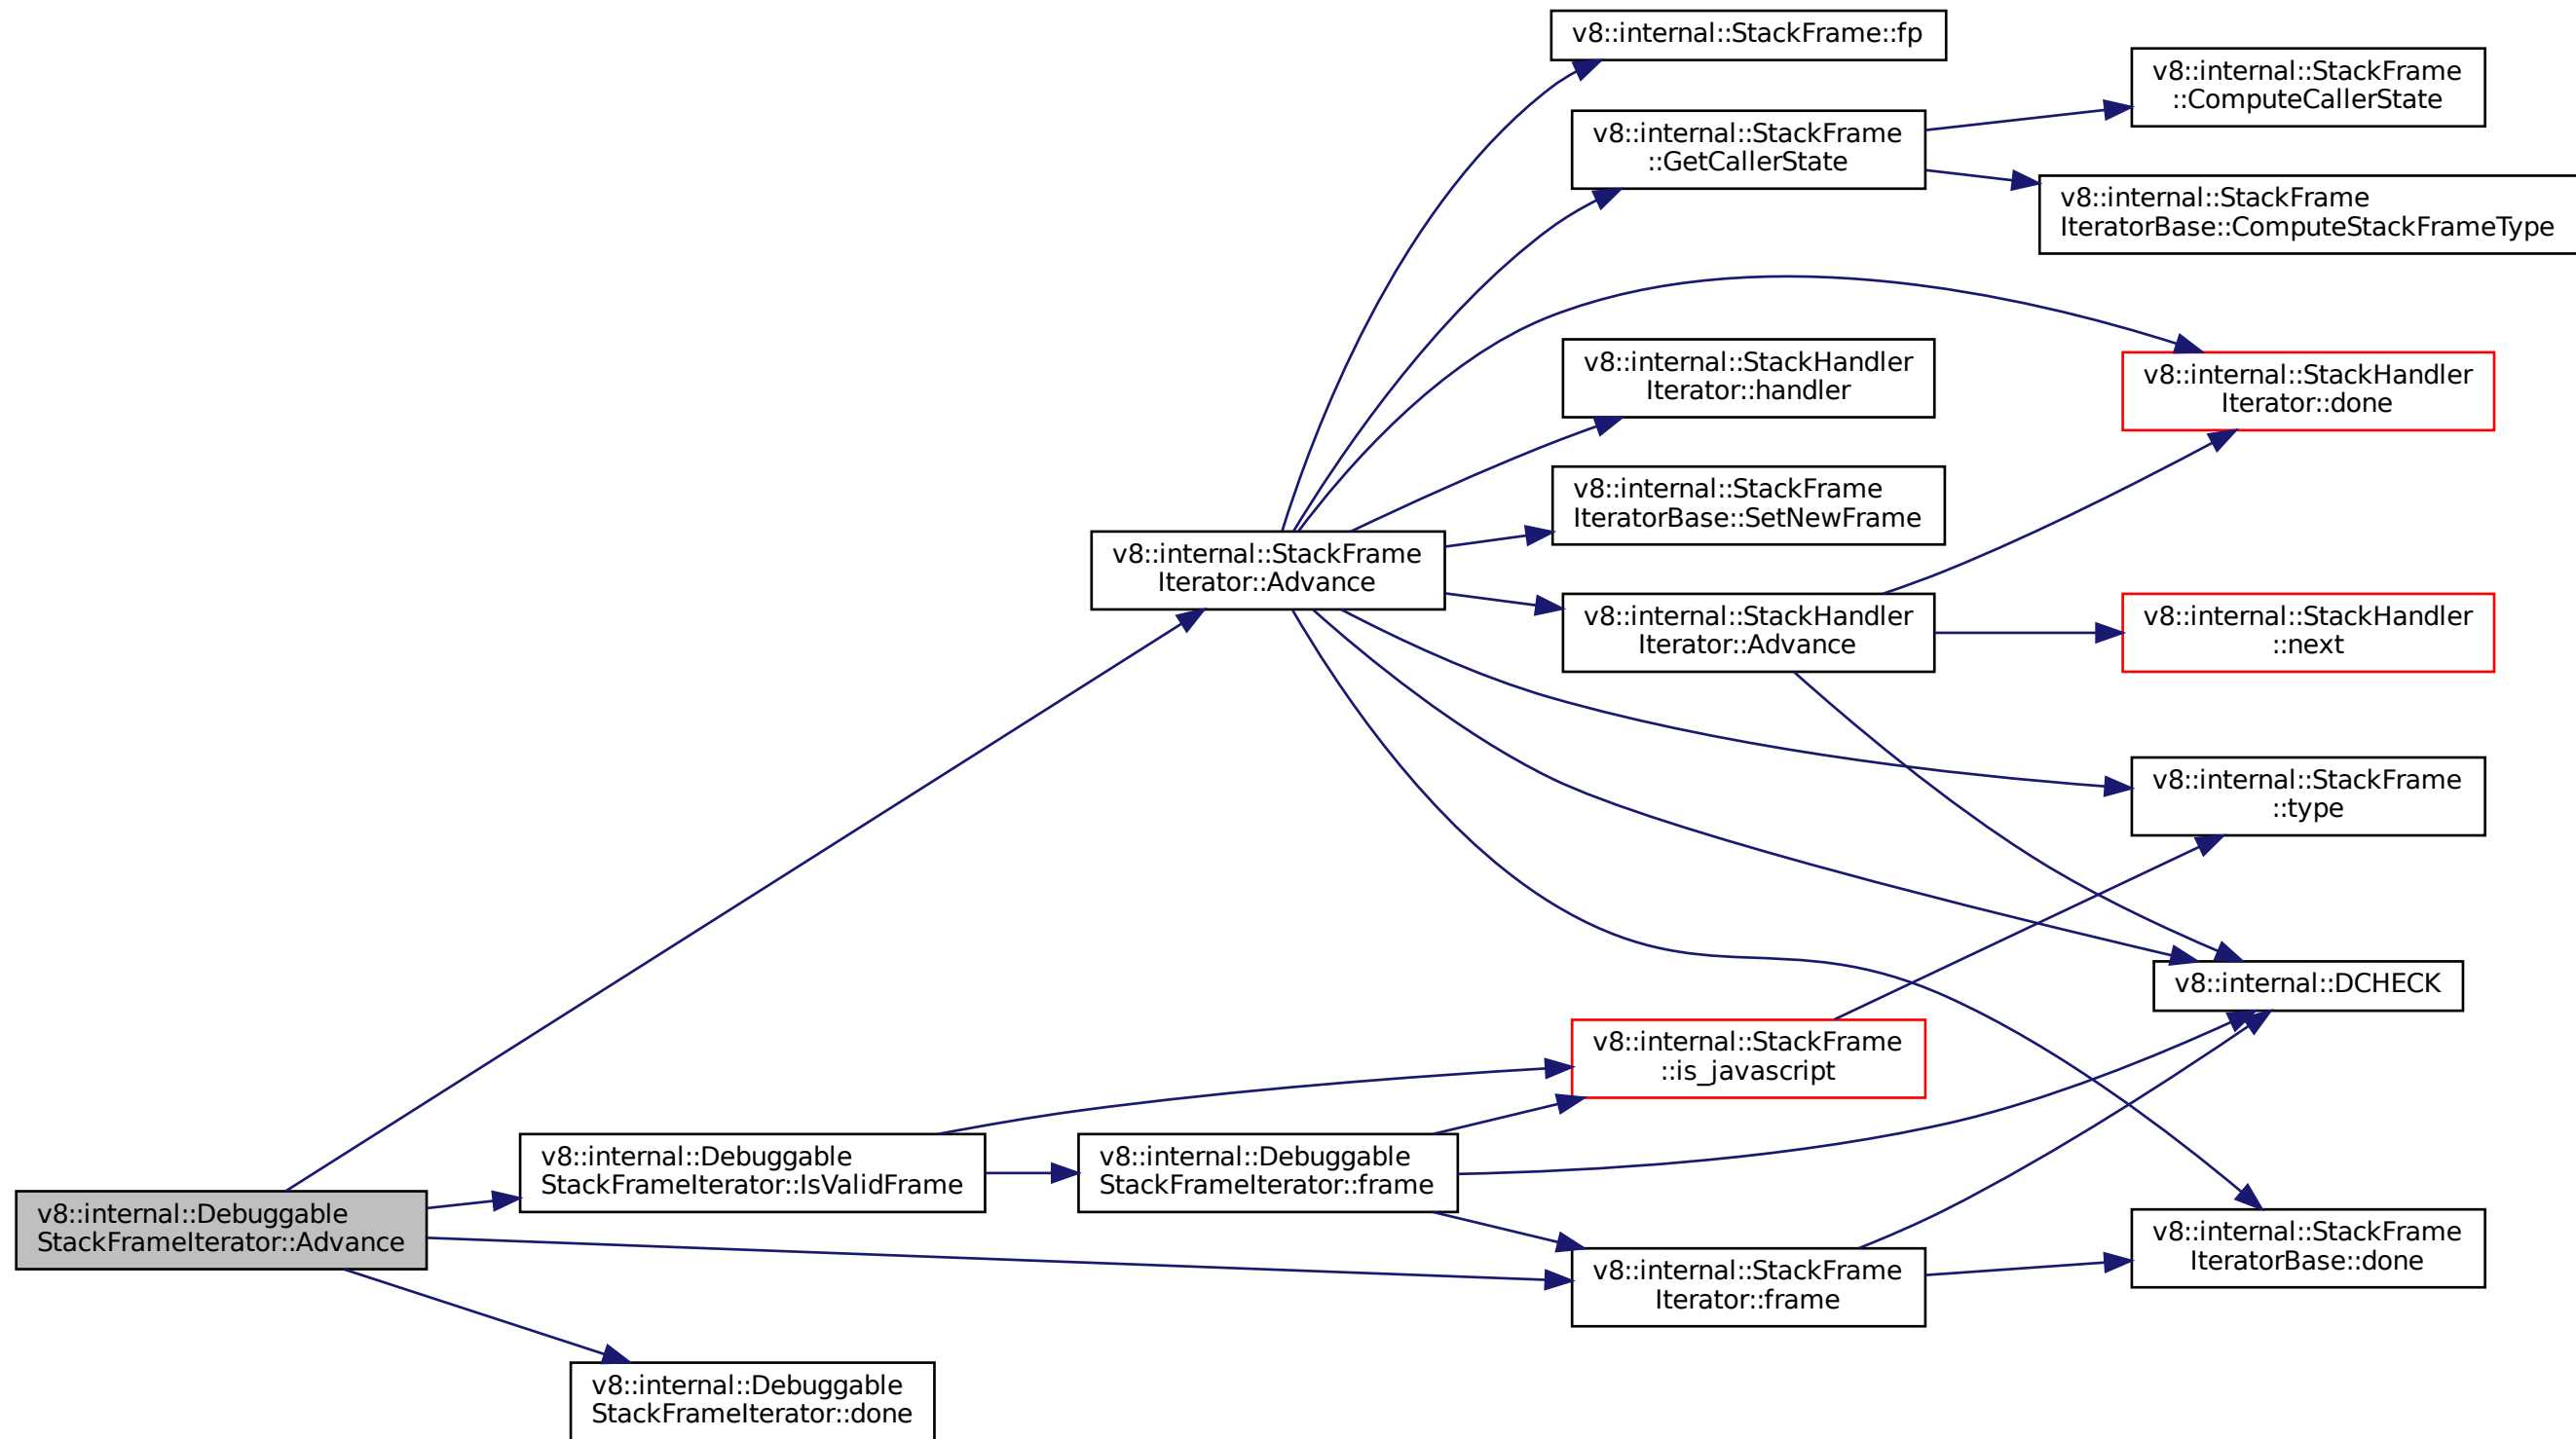 v8::internal::StackFrame::fp
v8::internal::StackFrame
::ComputeCallerState
v8::internal::StackFrame
::GetCallerState
v8::internal::StackFrame
IteratorBase::ComputeStackFrameType
v8::internal::StackHandler
Iterator::handler
v8::internal::StackHandler
Iterator::done
v8::internal::StackFrame
IteratorBase::SetNewFrame
v8::internal::StackFrame
Iterator::Advance
v8::internal::StackHandler
Iterator::Advance
v8::internal::StackHandler
::next
v8::internal::StackFrame
::type
v8::internal::DCHECK
v8::internal::StackFrame
::is_javascript
v8::internal::Debuggable
StackFrameIterator::IsValidFrame
v8::internal::Debuggable
StackFrameIterator::frame
v8::internal::Debuggable
StackFrameIterator::Advance
v8::internal::StackFrame
IteratorBase::done
v8::internal::StackFrame
Iterator::frame
v8::internal::Debuggable
StackFrameIterator::done